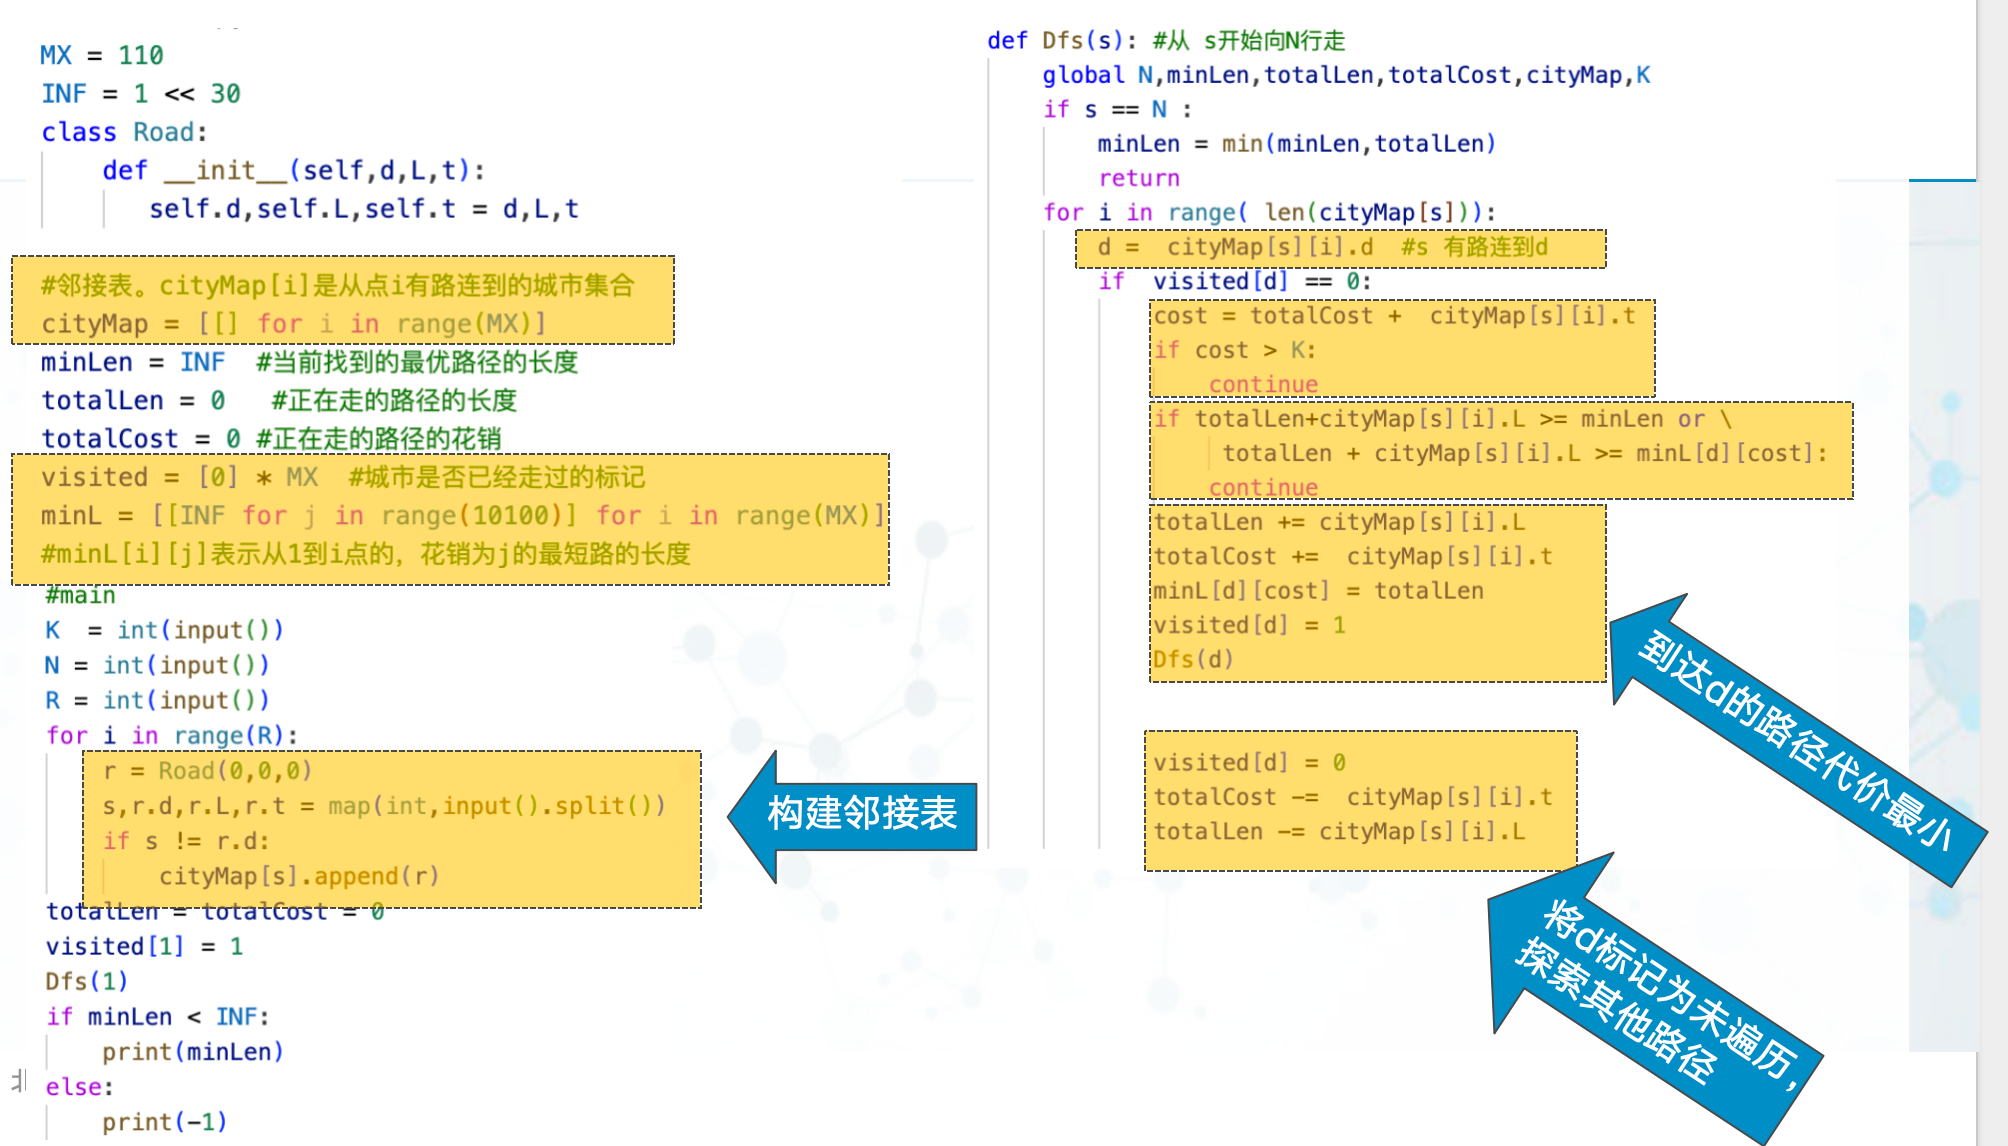 MX = 110
INF = 1 << 30
class Road:
    def __init__(self,d,L,t):
        self.d,self.L,self.t = d,L,t
#邻接表。cityMap[i]是从点i有路连到的城市集合
cityMap = [[] for i in range(MX)]
minLen = INF  #当前找到的最优路径的长度
totalLen = 0   #正在走的路径的长度
totalCost = 0 #正在走的路径的花销
visited = [0] * MX  #城市是否已经走过的标记
minL = [[INF for j in range(10100)] for i in range(MX)]
#minL[i][j]表示从1到i点的，花销为j的最短路的长度
#main
K  = int(input())
N = int(input())
R = int(input())
for i in range(R):
    r = Road(0,0,0)
    s,r.d,r.L,r.t = map(int,input().split())
    if s != r.d:
        cityMap[s].append(r)
totalLen = totalCost = 0
visited[1] = 1
Dfs(1)
if minLen < INF:
    print(minLen)
else:
    print(-1)
构建邻接表
def Dfs(s): #从 s开始向N行走
    global N,minLen,totalLen,totalCost,cityMap,K
    if s == N :
        minLen = min(minLen,totalLen)
        return
    for i in range( len(cityMap[s])):
        d =  cityMap[s][i].d  #s 有路连到d
        if  visited[d] == 0:
            cost = totalCost +  cityMap[s][i].t
            if cost > K:
                continue
            if totalLen+cityMap[s][i].L >= minLen or \
                 totalLen + cityMap[s][i].L >= minL[d][cost]:
                continue
            totalLen += cityMap[s][i].L
            totalCost +=  cityMap[s][i].t
            minL[d][cost] = totalLen
            visited[d] = 1
            Dfs(d)
            visited[d] = 0
            totalCost -=  cityMap[s][i].t
            totalLen -= cityMap[s][i].L
到达d的路径代价最小
将d标记为未遍历，
探索其他路径